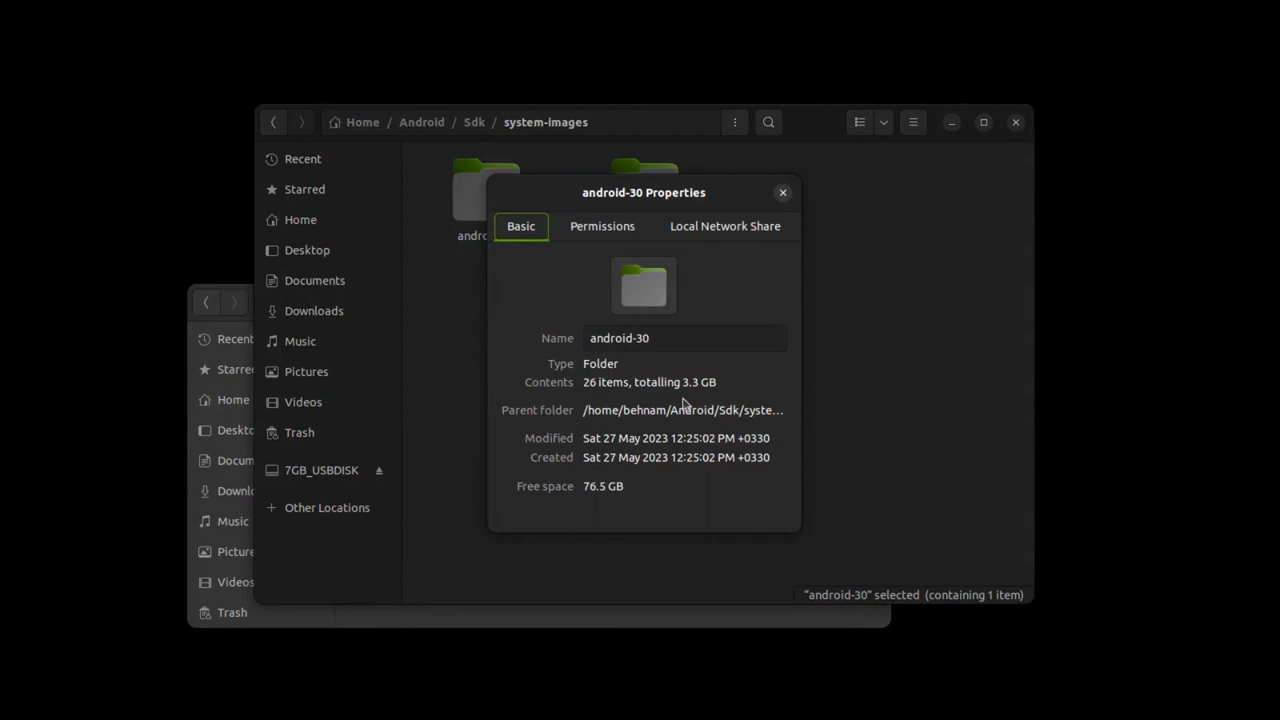 Home / Android / Sdk / system-images
Recent
Starred
Home
Desktop
Documents
Downloads
Music
Pictures
Videos
Trash
7GB_USBDISK
Other Locations
andro
android-30 Properties
Basic
Permissions
Local Network Share
Name android-30
Type Folder
Contents 26 items, totalling 3.3 GB
Parent folder /home/behnam/Android/Sdk/syste...
Modified Sat 27 May 2023 12:25:02 PM +0330
Created Sat 27 May 2023 12:25:02 PM +0330
Free space 76.5 GB
"android-30" selected (containing 1 item)
Recent
Starre
Home
Deskto
Docum
Downlo
Music
Picture
Videos
Trash